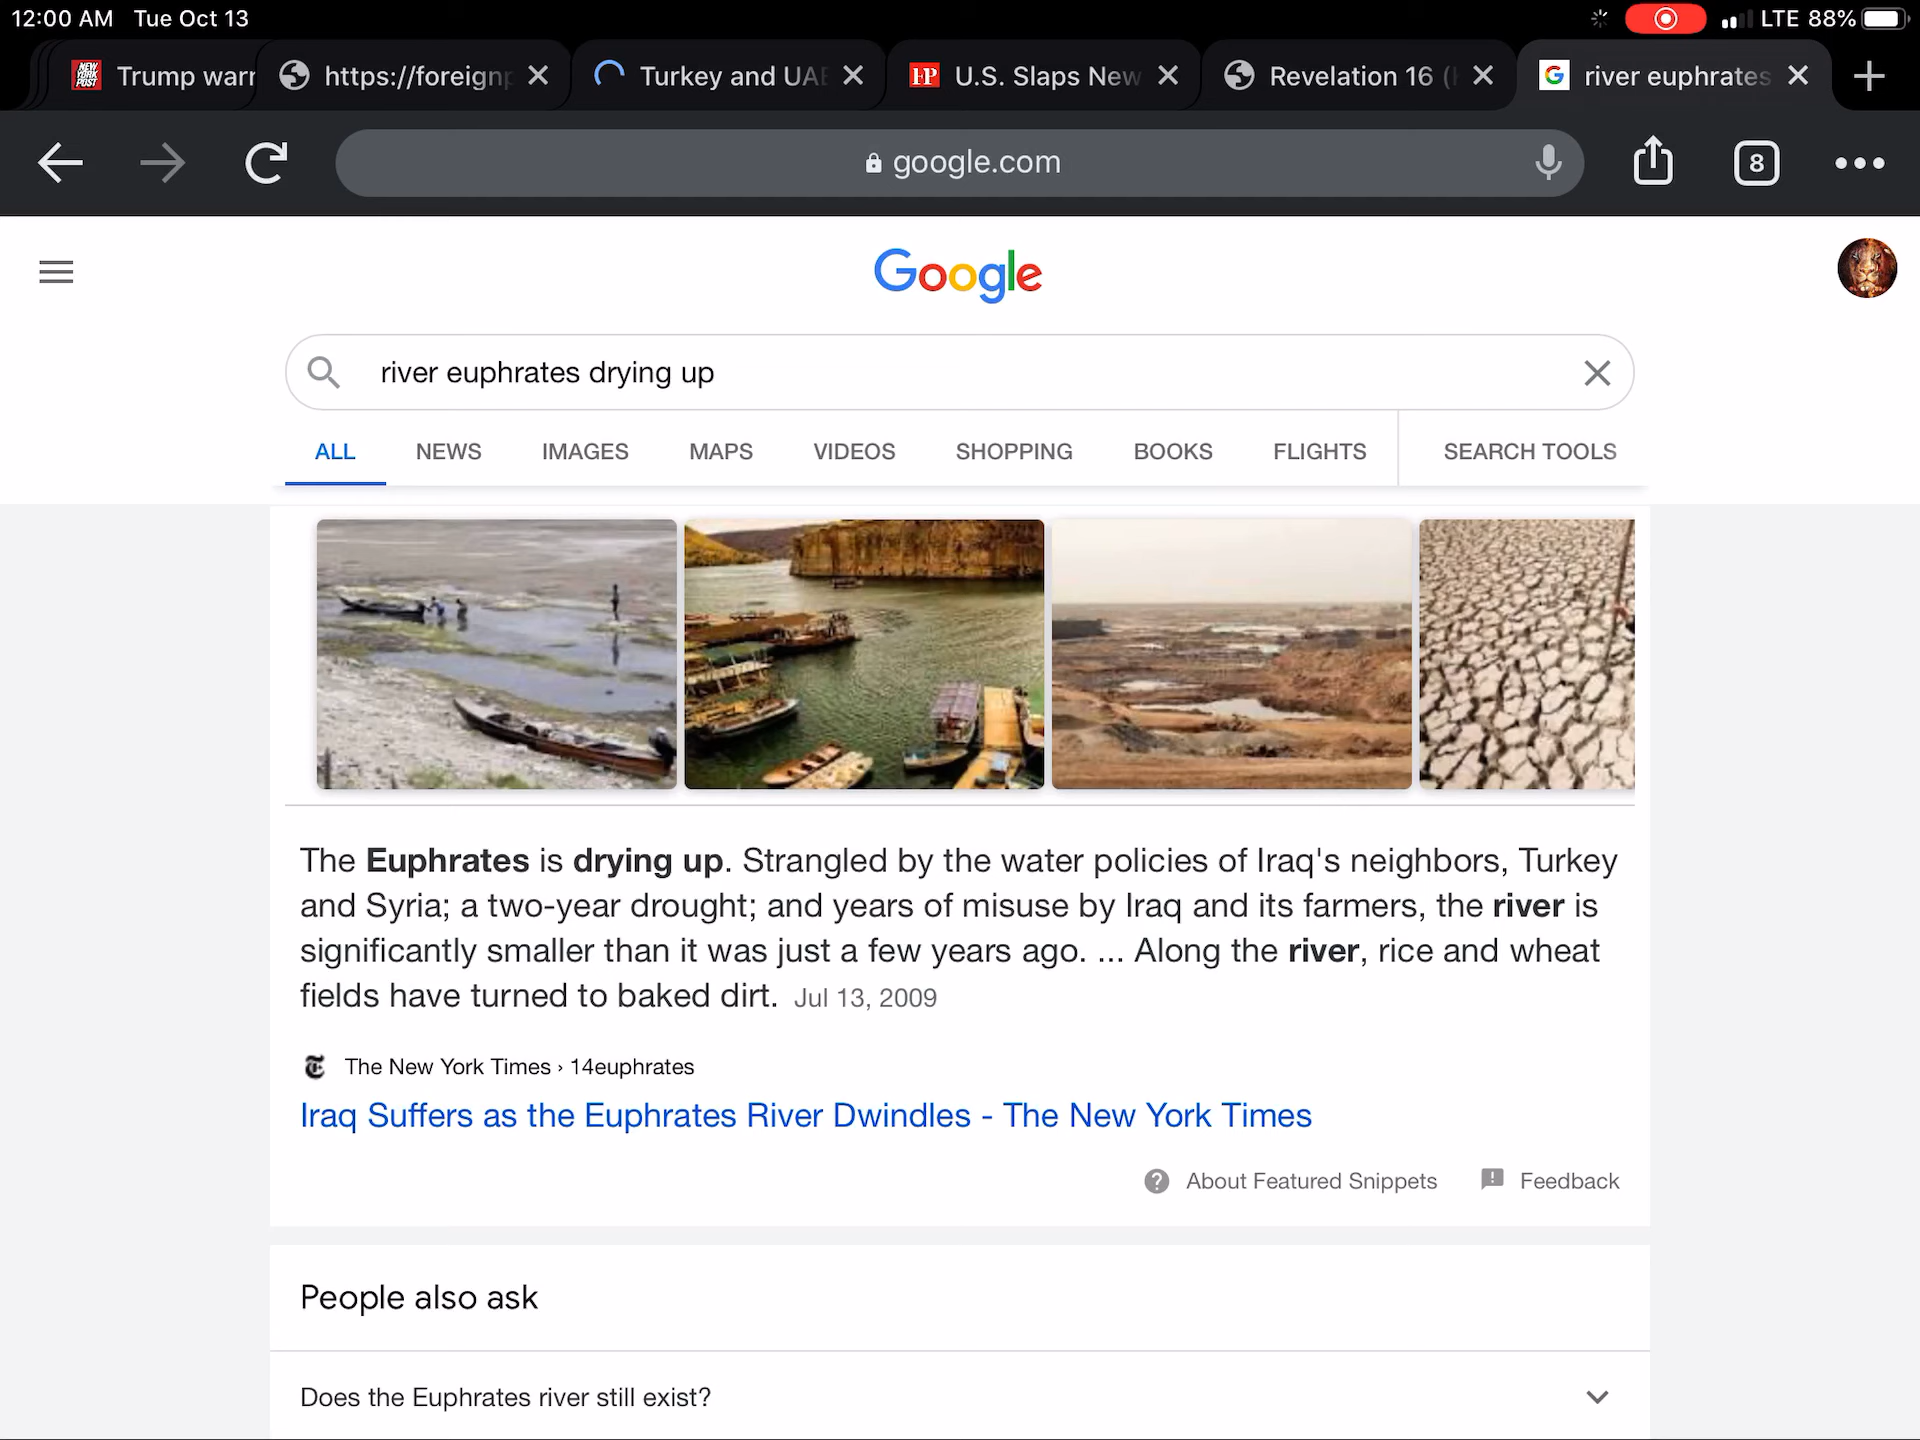 12:00 AM Tue Oct 13
LTE 88%
NEW YORK POST Trump warr
https://foreignp
Turkey and UAE
FP U.S. Slaps New
Revelation 16 (
G river euphrates
google.com
8
Google
river euphrates drying up
ALL NEWS IMAGES MAPS VIDEOS SHOPPING BOOKS FLIGHTS SEARCH TOOLS
The Euphrates is drying up. Strangled by the water policies of Iraq's neighbors, Turkey
and Syria; a two-year drought; and years of misuse by Iraq and its farmers, the river is
significantly smaller than it was just a few years ago. ... Along the river, rice and wheat
fields have turned to baked dirt. Jul 13, 2009
The New York Times › 14euphrates
Iraq Suffers as the Euphrates River Dwindles - The New York Times
About Featured Snippets Feedback
People also ask
Does the Euphrates river still exist?